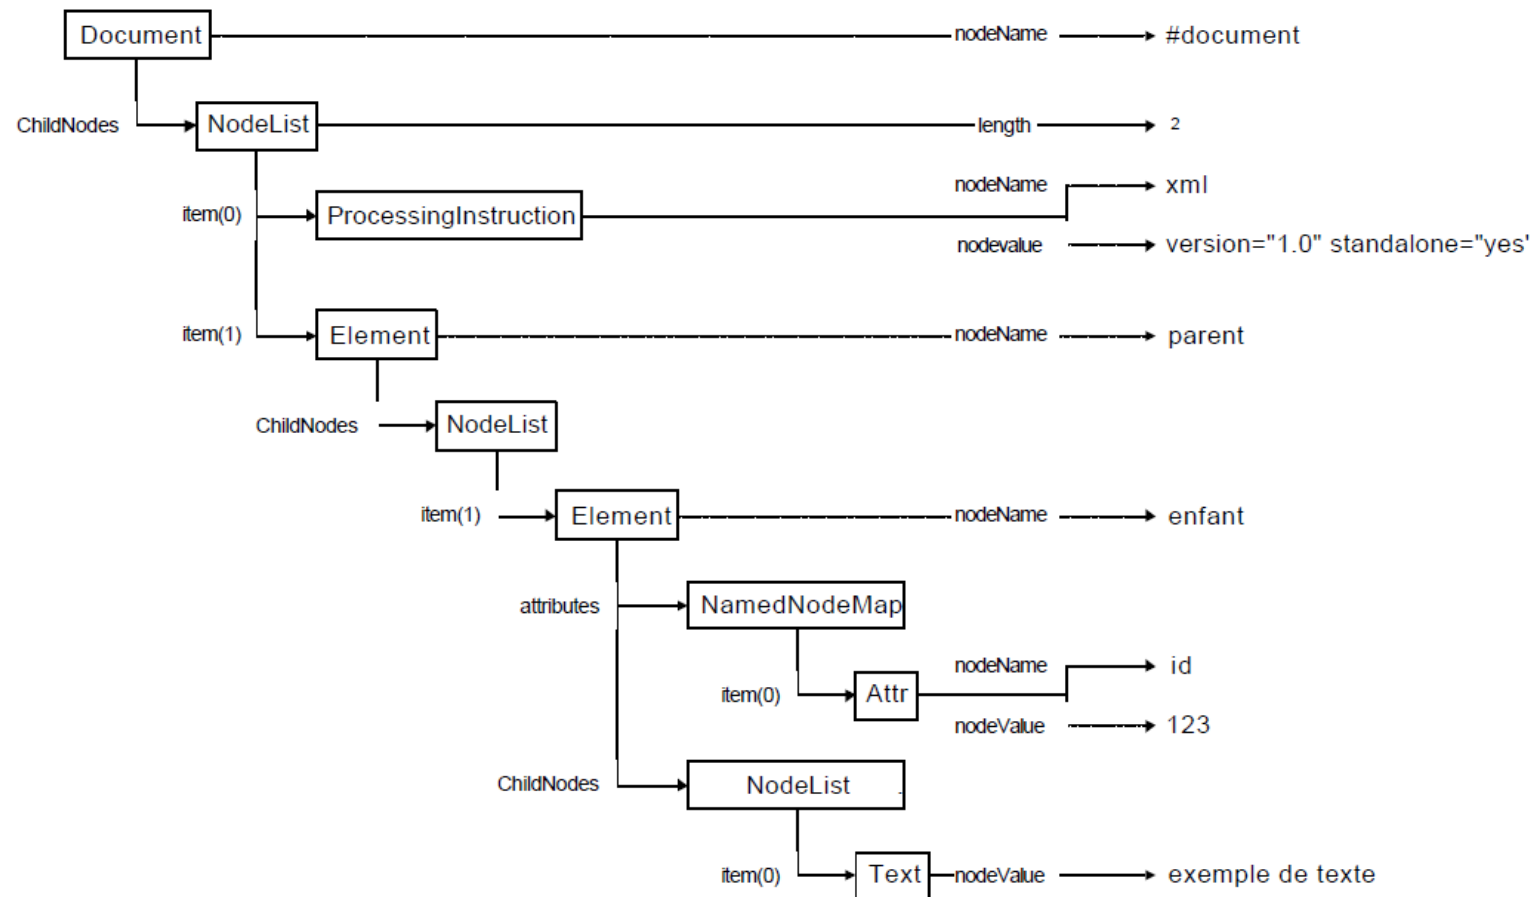 Document nodeName #document
ChildNodes NodeList length 2
nodeName xml
item(0) ProcessingInstruction
nodevalue version="1.0" standalone="yes'
item(1) Element nodeName parent
ChildNodes NodeList
item(1) Element nodeName enfant
attributes NamedNodeMap
nodeName id
item(0) Attr
nodeValue 123
ChildNodes NodeList
item(0) Text nodeValue exemple de texte